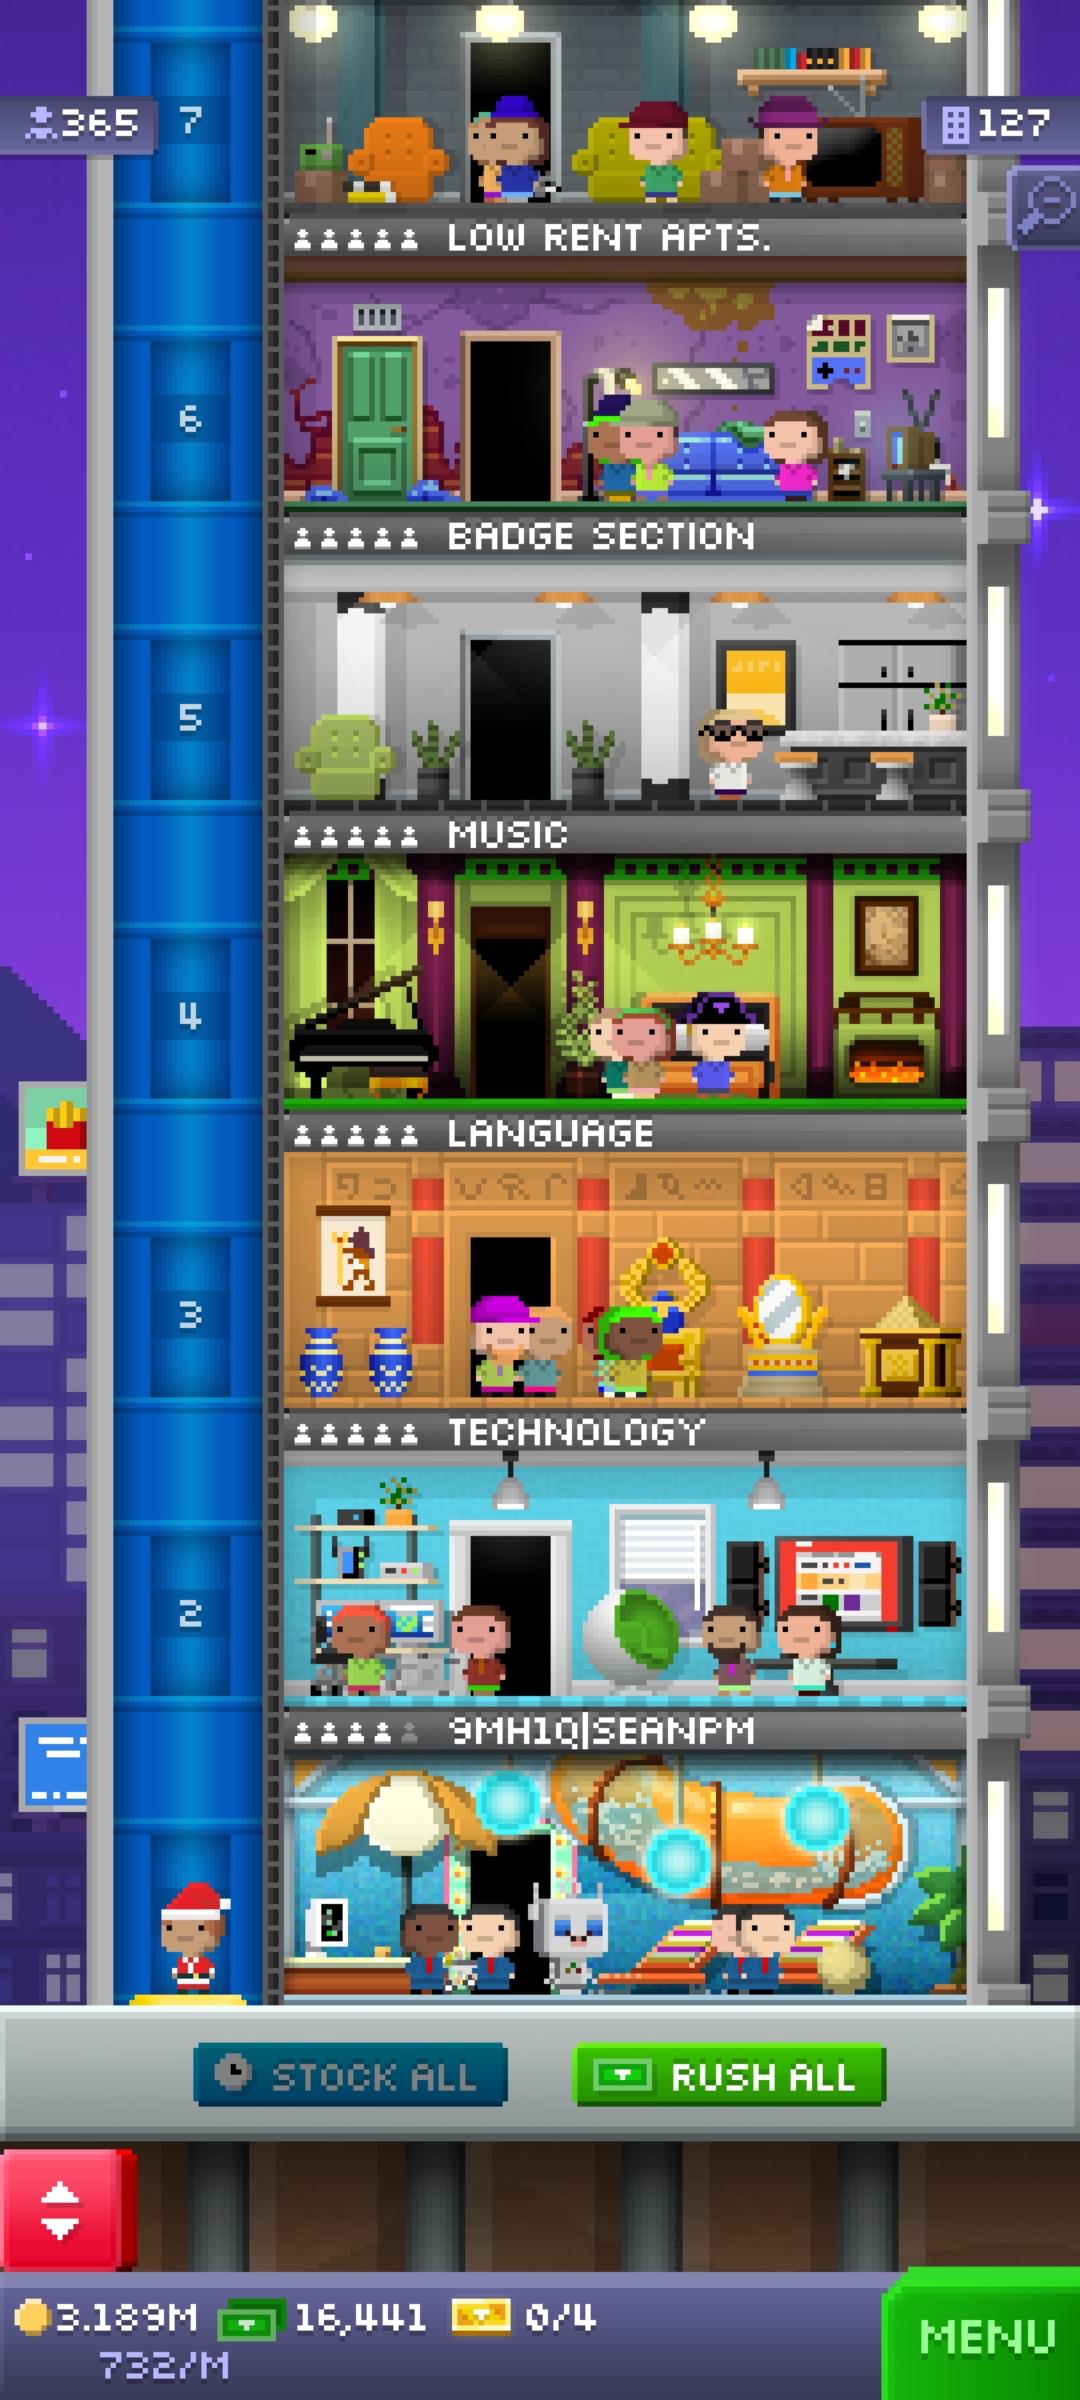 365
7
127
LOW RENT APTS.
6
BADGE SECTION
5
MUSIC
4
LANGUAGE
3
TECHNOLOGY
2
9MH1Q|SEANPM
STOCK ALL
RUSH ALL
3.189M
16,441
0/4
732/M
MENU